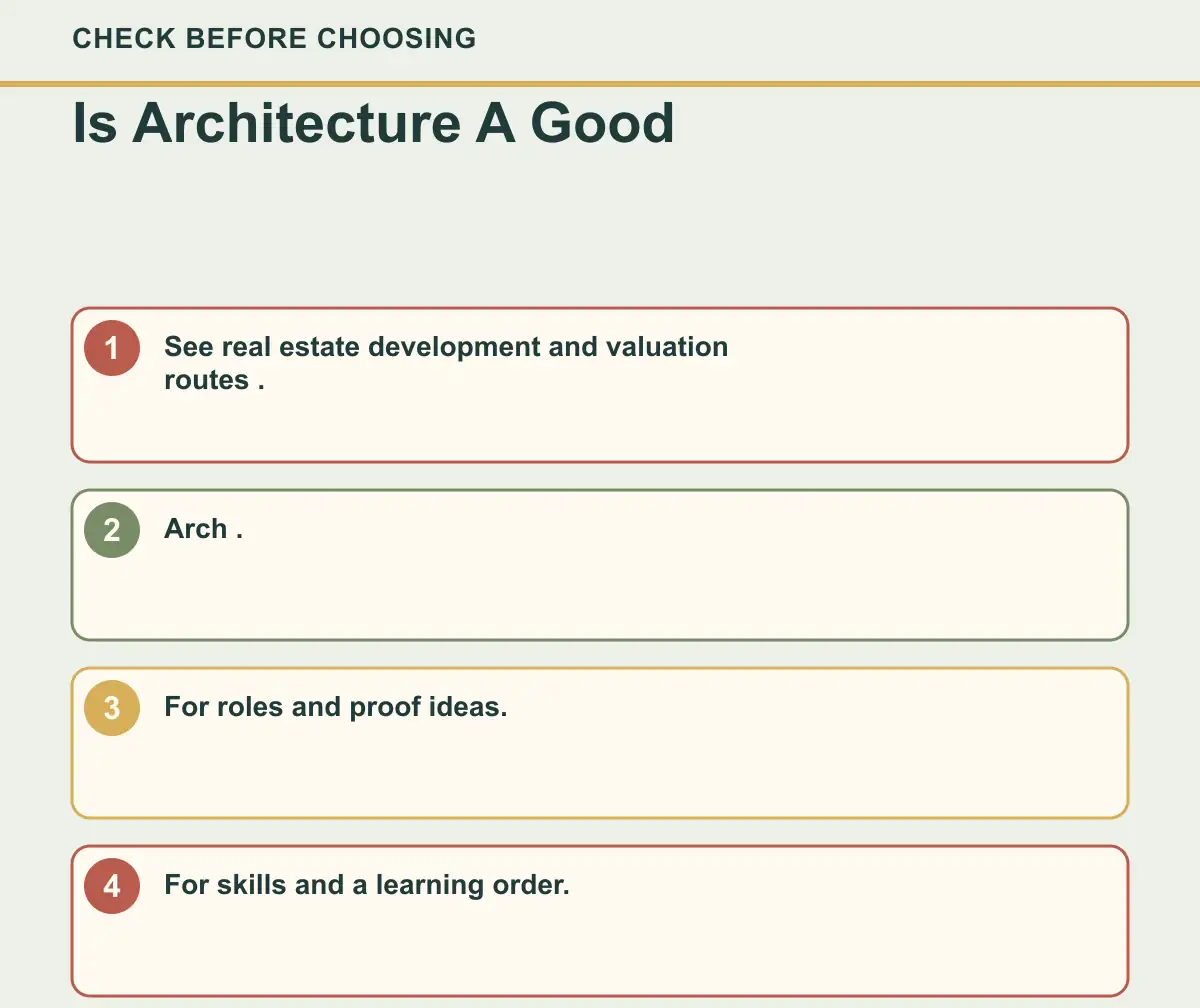 CHECK BEFORE CHOOSING
Is Architecture A Good
1
See real estate development and valuation
routes .
2
Arch .
3
For roles and proof ideas.
4
For skills and a learning order.